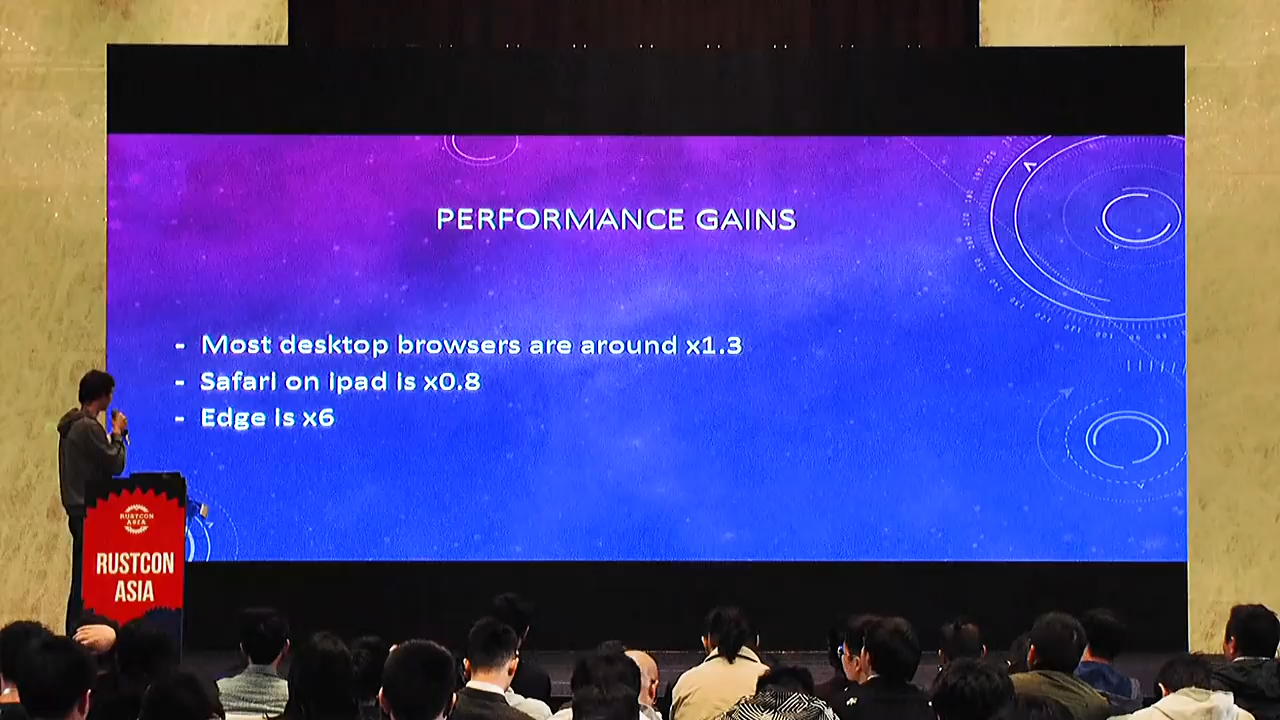 PERFORMANCE GAINS
- Most desktop browsers are around x1.3
- Safari on ipad is x0.8
- Edge is x6
RUSTCON
ASIA
RUSTCON
ASIA